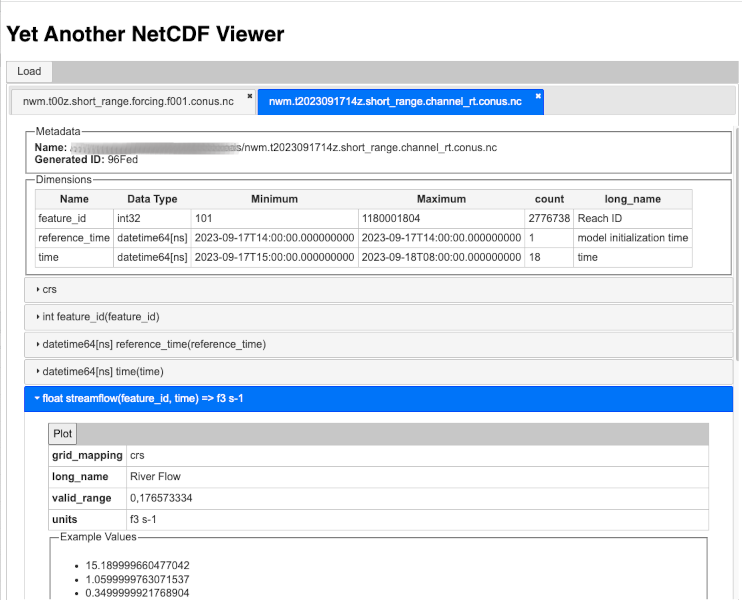 Yet Another NetCDF Viewer
Load
nwm.t00z.short_range.forcing.f001.conus.nc
nwm.t2023091714z.short_range.channel_rt.conus.nc
Metadata
Name: /nwm.t2023091714z.short_range.channel_rt.conus.nc
Generated ID: 96Fed
Dimensions
Name Data Type Minimum Maximum count long_name
feature_id int32 101 1180001804 2776738 Reach ID
reference_time datetime64[ns] 2023-09-17T14:00:00.000000000 2023-09-17T14:00:00.000000000 1 model initialization time
time datetime64[ns] 2023-09-17T15:00:00.000000000 2023-09-18T08:00:00.000000000 18 time
crs
int feature_id(feature_id)
datetime64[ns] reference_time(reference_time)
datetime64[ns] time(time)
float streamflow(feature_id, time) => f3 s-1
Plot
grid_mapping crs
long_name River Flow
valid_range 0,176573334
units f3 s-1
Example Values
15.189999660477042
1.0599999763071537
0.3499999921768904